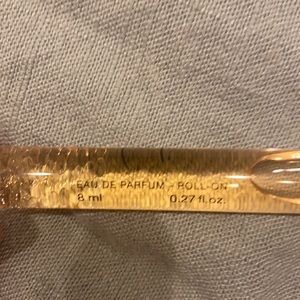 EAU DE PARFUM - ROLL-ON
8 ml 0.27 fl.oz.